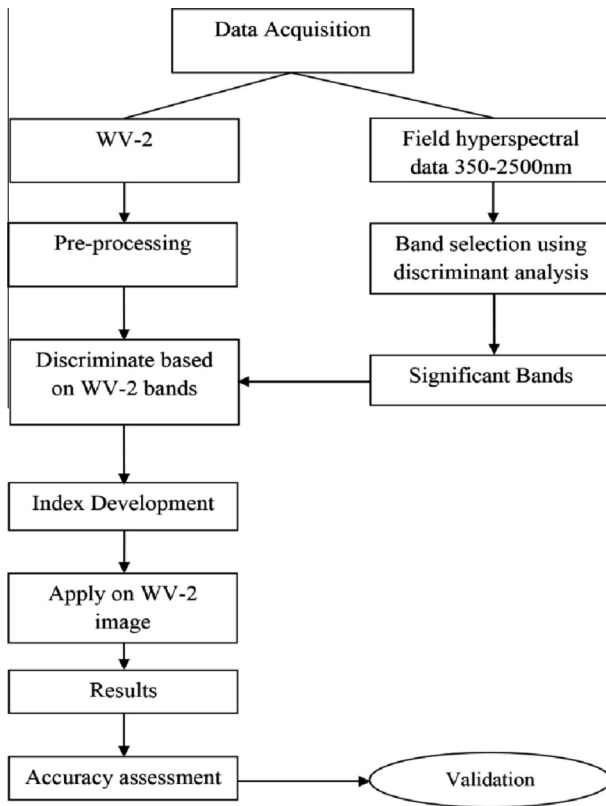 Data Acquisition
WV-2
Field hyperspectral
data 350-2500nm
Pre-processing
Band selection using
discriminant analysis
Discriminate based
on WV-2 bands
Significant Bands
Index Development
Apply on WV-2
image
Results
Accuracy assessment
Validation